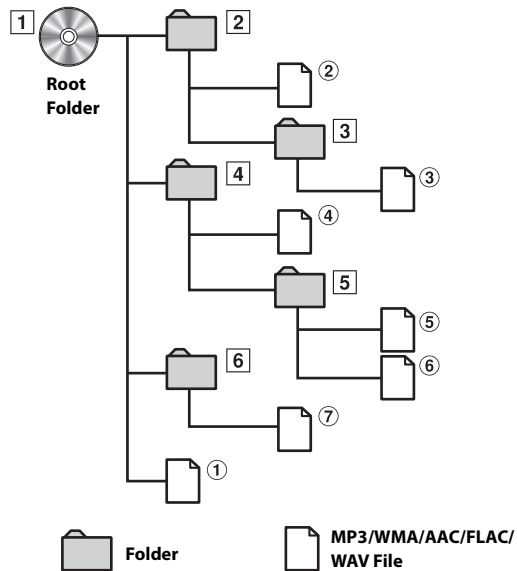 1
2
Root
Folder
②
3
③
4
④
5
⑤
⑥
6
⑦
①
Folder
MP3/WMA/AAC/FLAC/
WAV File